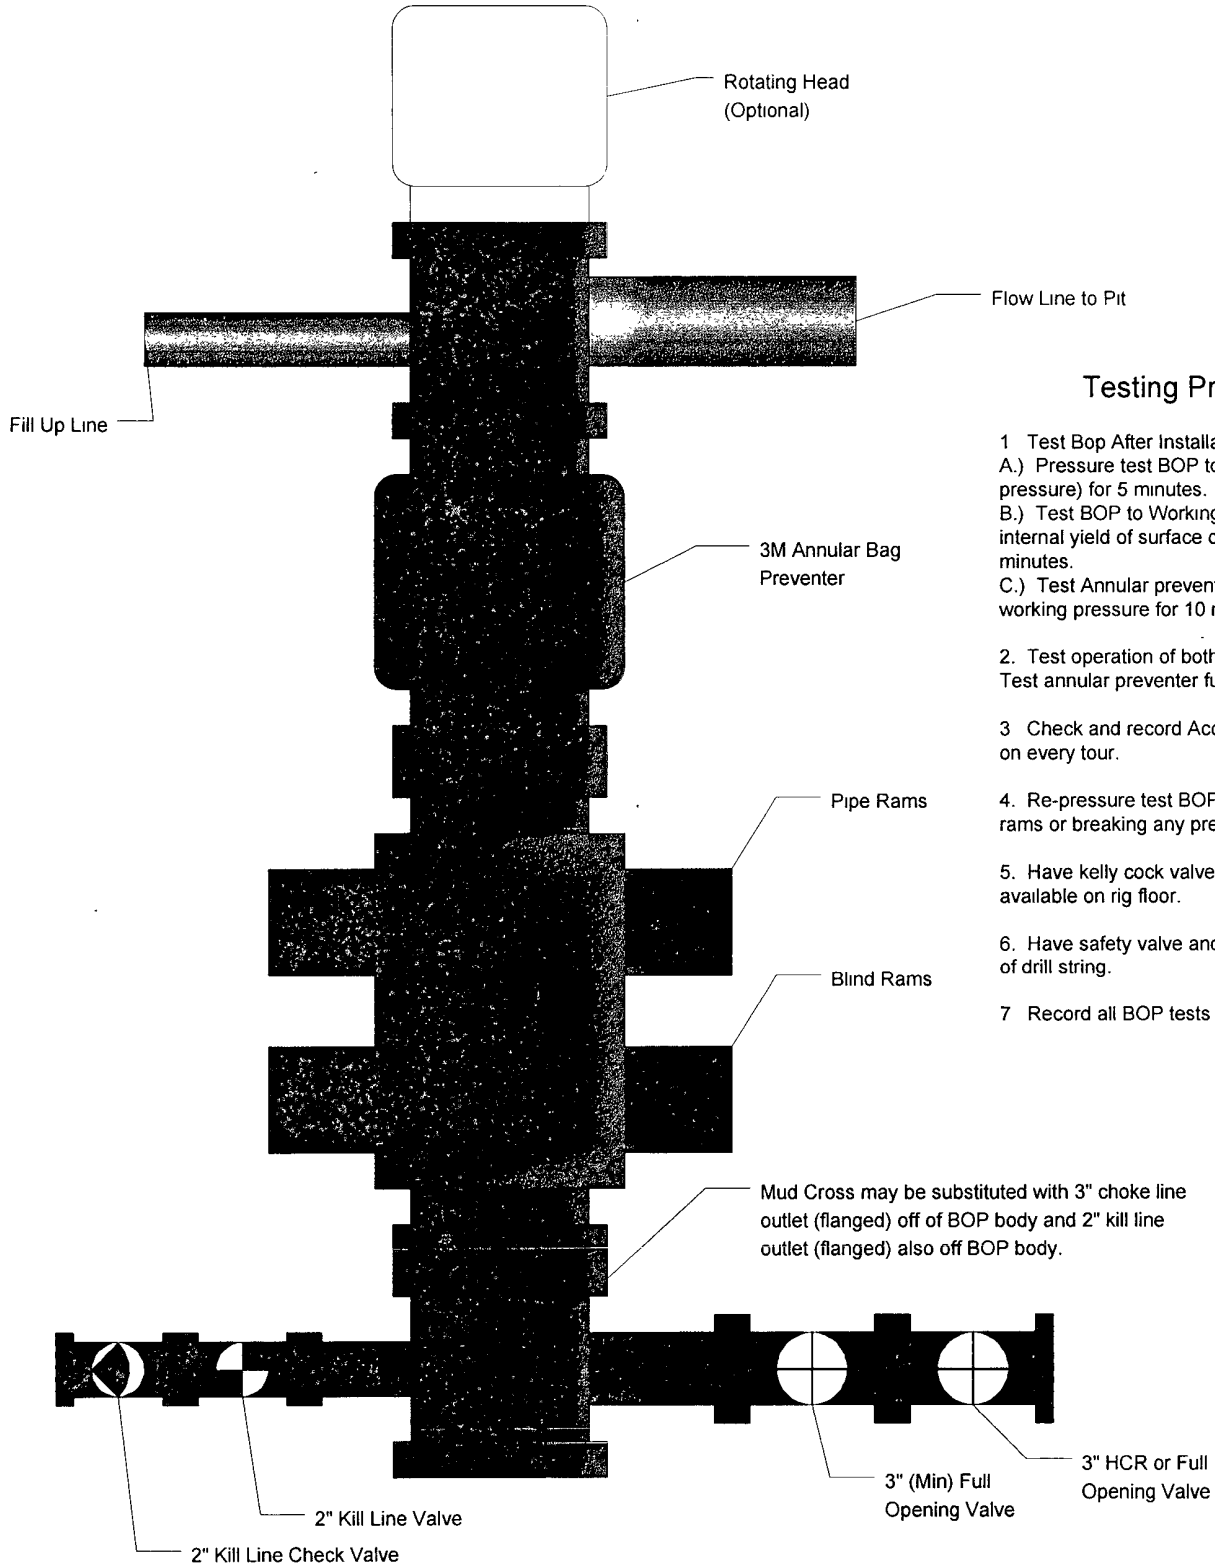 Rotating Head
(Optional)
Flow Line to Pit
Fill Up Line
Testing Pr
1 Test Bop After Installa
A.) Pressure test BOP to
pressure) for 5 minutes.
B.) Test BOP to Working
internal yield of surface c
minutes.
C.) Test Annular prevent
working pressure for 10 r
2. Test operation of both
Test annular preventer fu
3 Check and record Acc
on every tour.
4. Re-pressure test BOP
rams or breaking any pre
5. Have kelly cock valve
available on rig floor.
6. Have safety valve and
of drill string.
7 Record all BOP tests
3M Annular Bag
Preventer
Pipe Rams
Blind Rams
Mud Cross may be substituted with 3" choke line
outlet (flanged) off of BOP body and 2" kill line
outlet (flanged) also off BOP body.
3" HCR or Full
Opening Valve
3" (Min) Full
Opening Valve
2" Kill Line Valve
2" Kill Line Check Valve